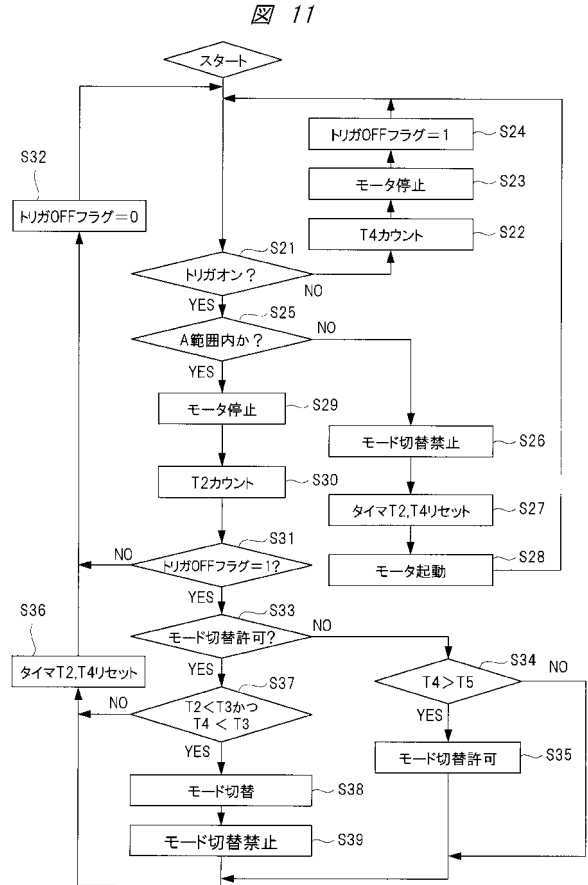 図 11
スタート
トリガOFFフラグ=1
S24
S32
モータ停止
S23
トリガOFFフラグ=0
T4カウント
S22
S21
トリガオン?
NO
YES
S25
A範囲内か?
NO
YES
モータ停止
S29
モード切替禁止
S26
T2カウント
S30
タイマT2,T4リセット
S27
S31
トリガOFFフラグ=1?
NO
モータ起動
S28
YES
S36
S33
モード切替許可?
NO
タイマT2,T4リセット
YES
S34
T4>T5
NO
S37
T2<T3かつ
T4 < T3
NO
YES
YES
モード切替許可
S35
モード切替
S38
モード切替禁止
S39